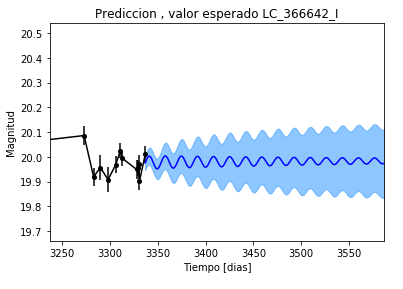 Prediccion , valor esperado LC_366642_I
20.5
20.4
20.3
20.2
20.1
20.0
19.9
19.8
19.7
Magnitud
3250 3300 3350 3400 3450 3500 3550
Tiempo [dias]